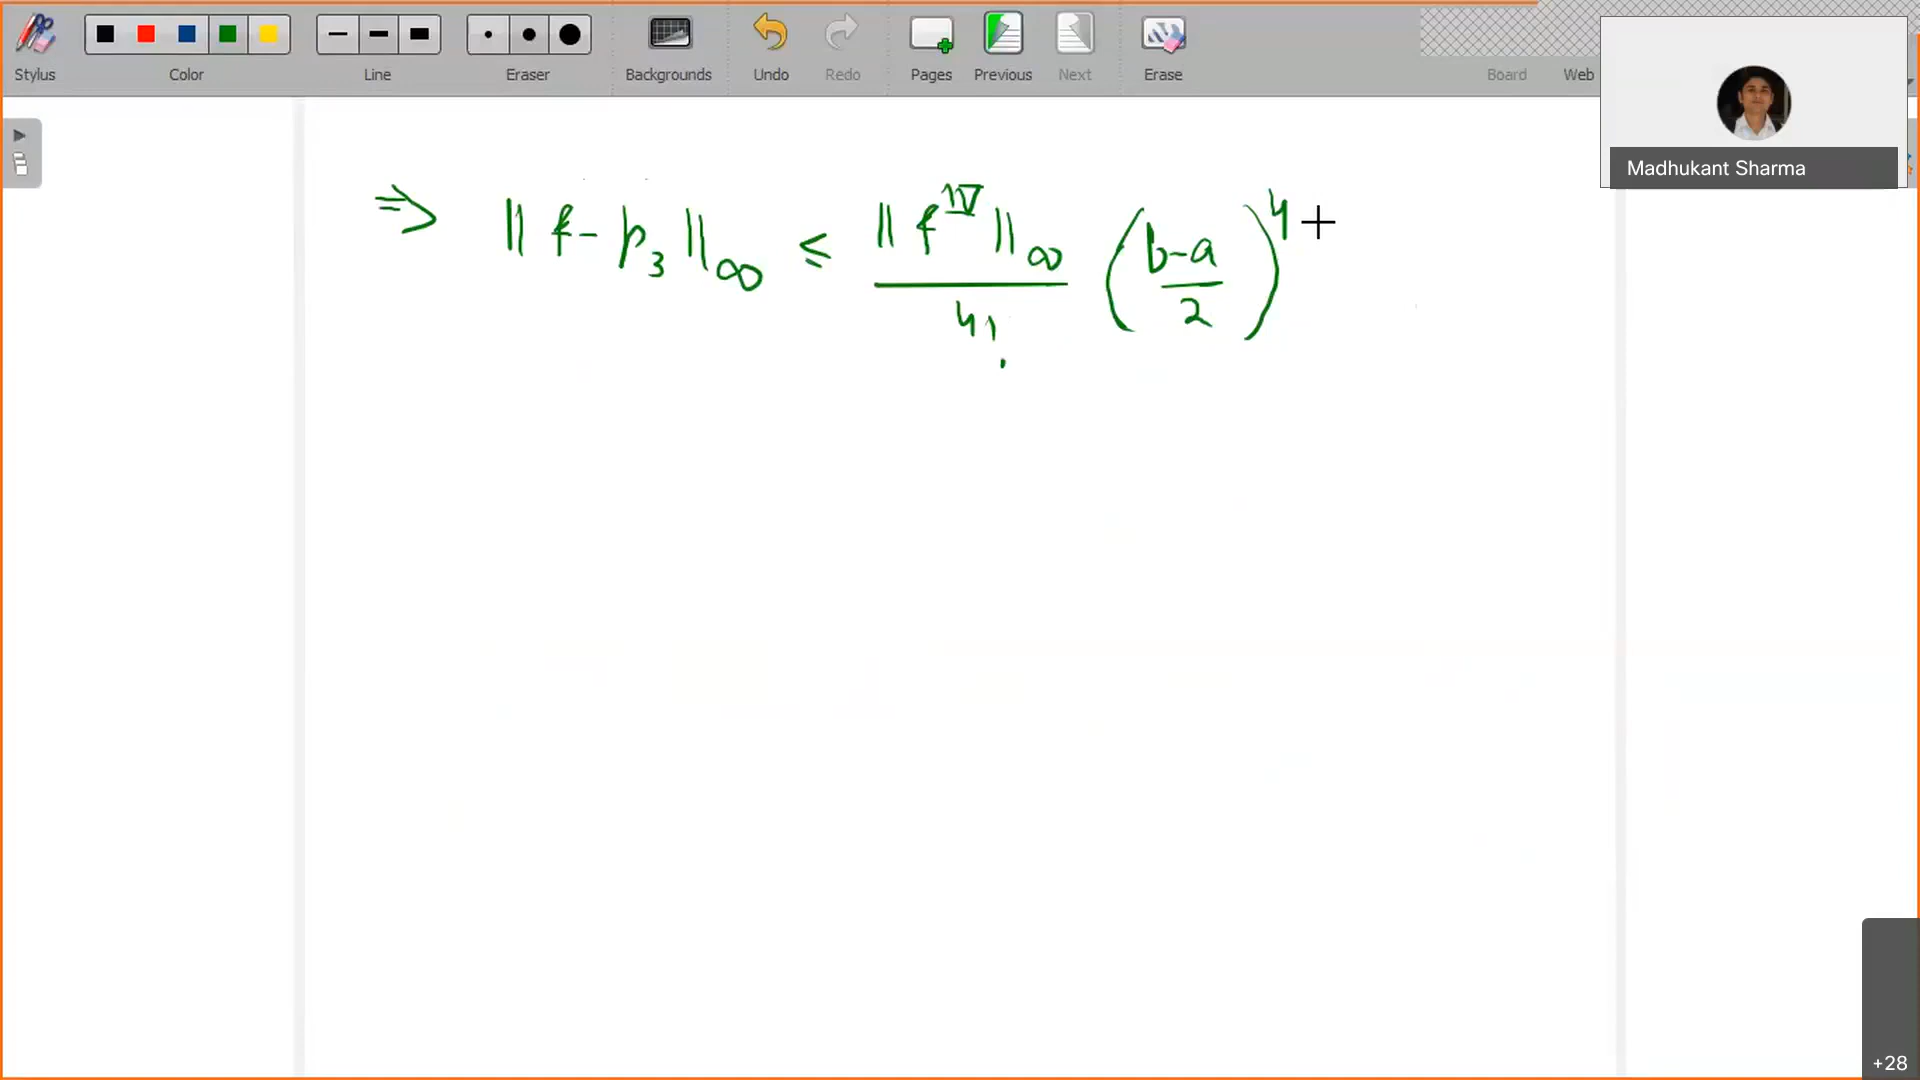 Stylus Color Line Eraser Backgrounds Undo Redo Pages Previous Next Erase Board Web
Madhukant Sharma
⇒ ‖ f - p₃ ‖∞ ≤ ‖ f^IV ‖∞ / 4! ((b-a)/2)^4
+28